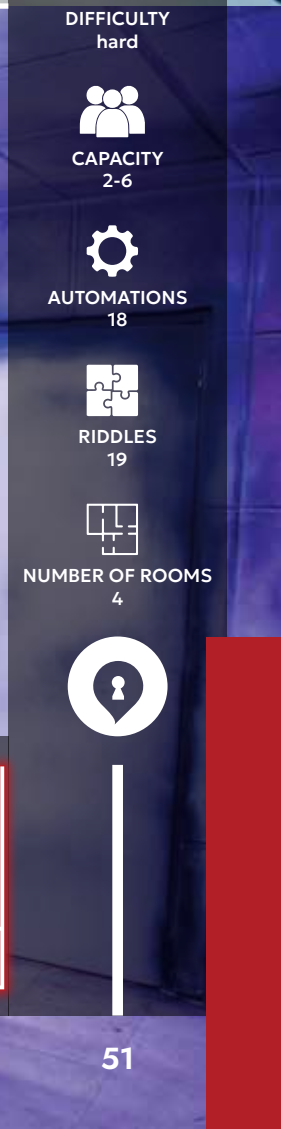 DIFFICULTY
hard
CAPACITY
2-6
AUTOMATIONS
18
RIDDLES
19
NUMBER OF ROOMS
4
51